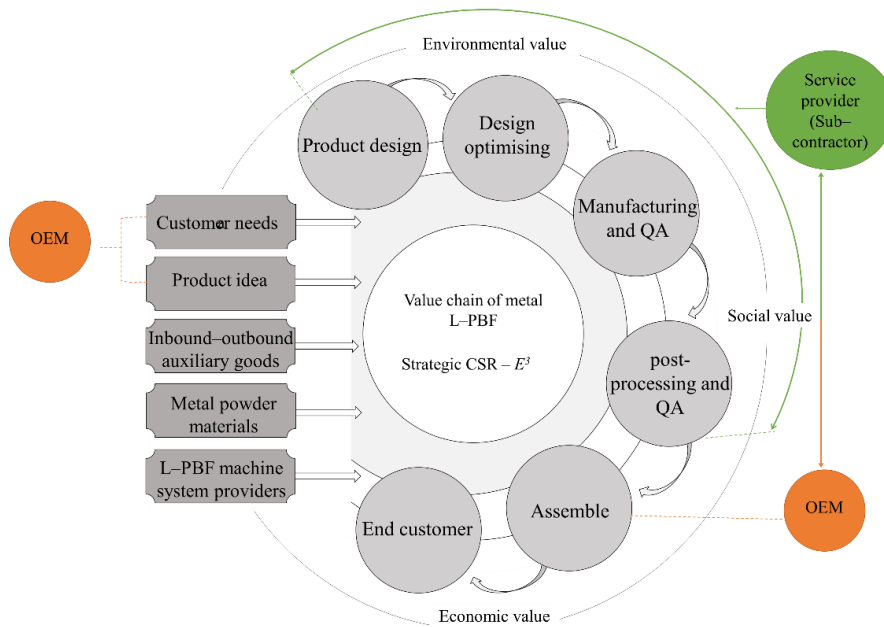 Environmental value
Service
provider
(Sub–
contractor)
Product design
Design
optimising
Manufacturing
and QA
OEM
Customer needs
Product idea
Inbound–outbound
auxiliary goods
Metal powder
materials
L–PBF machine
system providers
Value chain of metal
L–PBF
Strategic CSR – E³
Social value
post-
processing and
QA
OEM
Assemble
End customer
Economic value